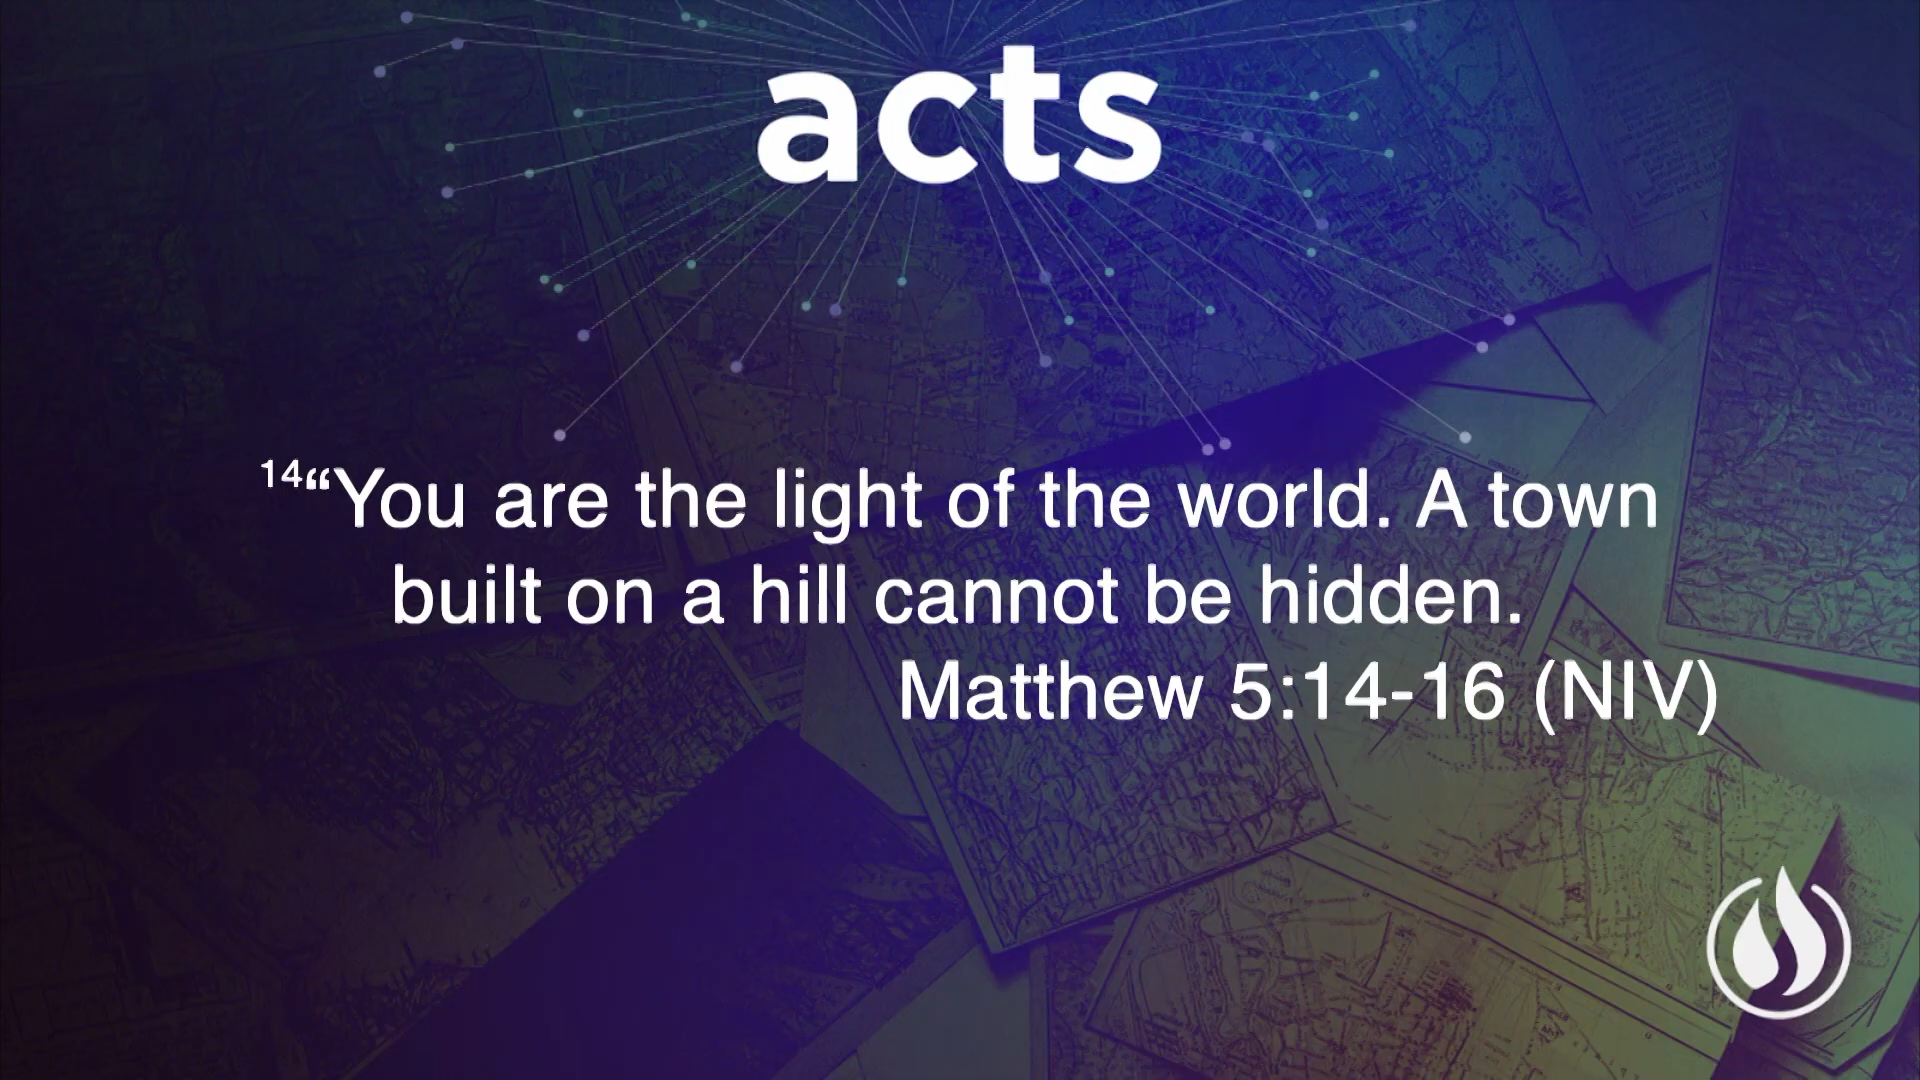 acts
14“You are the light of the world. A town
built on a hill cannot be hidden.
Matthew 5:14-16 (NIV)